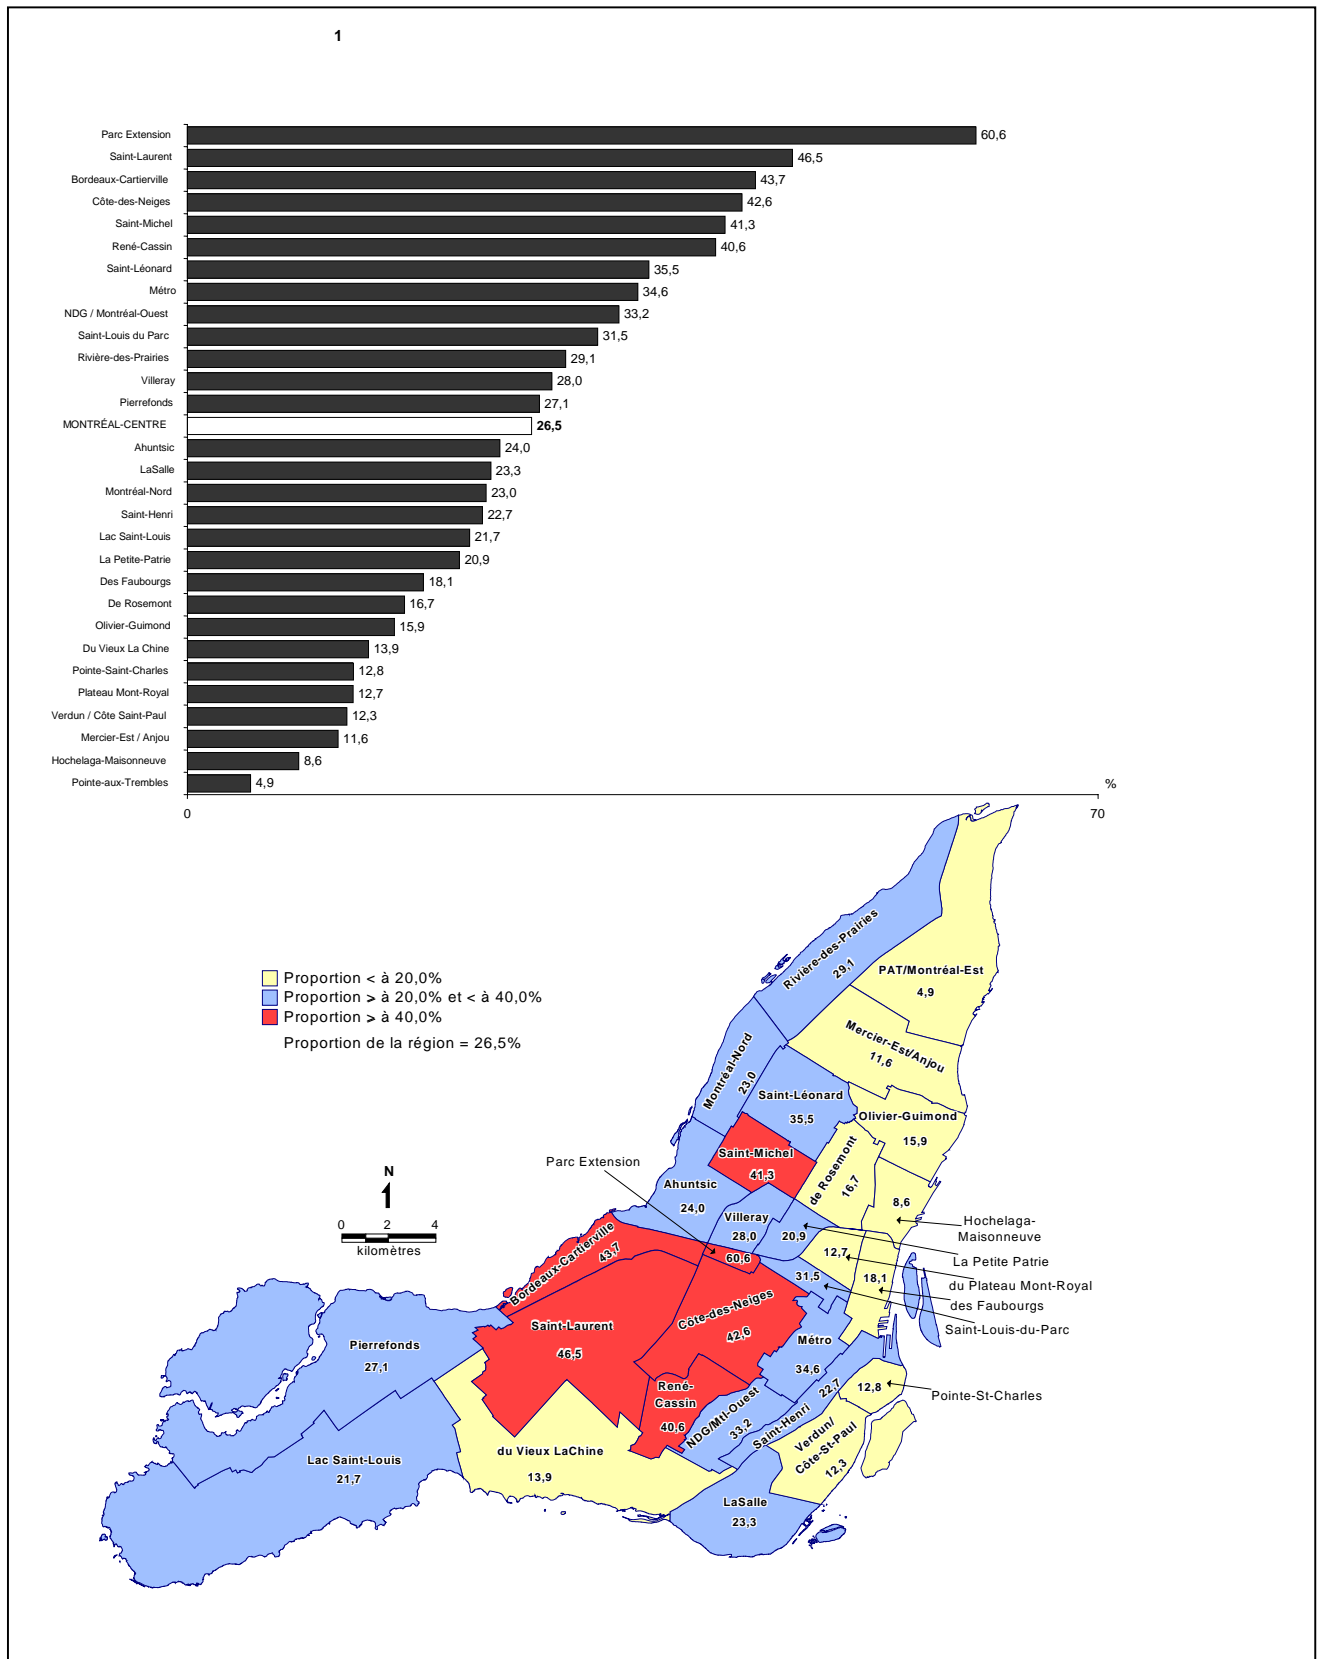 1
Parc Extension 60,6
Saint-Laurent 46,5
Bordeaux-Cartierville 43,7
Côte-des-Neiges 42,6
Saint-Michel 41,3
René-Cassin 40,6
Saint-Léonard 35,5
Métro 34,6
NDG / Montréal-Ouest 33,2
Saint-Louis du Parc 31,5
Rivière-des-Prairies 29,1
Villeray 28,0
Pierrefonds 27,1
MONTRÉAL-CENTRE 26,5
Ahuntsic 24,0
LaSalle 23,3
Montréal-Nord 23,0
Saint-Henri 22,7
Lac Saint-Louis 21,7
La Petite-Patrie 20,9
Des Faubourgs 18,1
De Rosemont 16,7
Olivier-Guimond 15,9
Du Vieux La Chine 13,9
Pointe-Saint-Charles 12,8
Plateau Mont-Royal 12,7
Verdun / Côte Saint-Paul 12,3
Mercier-Est / Anjou 11,6
Hochelaga-Maisonneuve 8,6
Pointe-aux-Trembles 4,9
%
0 70
Proportion < à 20,0%
Proportion ≥ à 20,0% et < à 40,0%
Proportion ≥ à 40,0%
Proportion de la région = 26,5%
Rivière-des-Prairies
29,1
PAT/Montréal-Est
4,9
Mercier-Est/Anjou
11,6
Montréal-Nord
23,0
Saint-Léonard
35,5
Olivier-Guimond
15,9
Saint-Michel
41,3
de Rosemont
16,7
Parc Extension
Ahuntsic
24,0
8,6
Hochelaga-
Maisonneuve
N
0 2 4
kilomètres
Villeray
28,0
20,9
La Petite Patrie
Bordeaux-Cartierville
43,7
60,6
12,7
du Plateau Mont-Royal
31,5
18,1
des Faubourgs
Saint-Louis-du-Parc
Côte-des-Neiges
42,6
Saint-Laurent
46,5
Métro
34,6
Pierrefonds
27,1
René-
Cassin
40,6
NDG/Mtl-Ouest
33,2
Saint-Henri
22,7
12,8
Pointe-St-Charles
Verdun/
Côte-St-Paul
12,3
Lac Saint-Louis
21,7
du Vieux LaChine
13,9
LaSalle
23,3